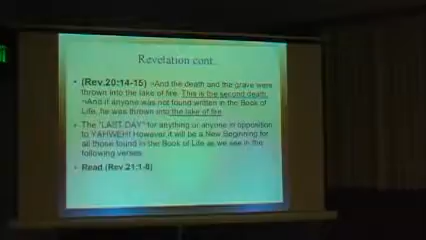 Revelation cont.
• (Rev.20:14-15) ~And the death and the grave were
thrown into the lake of fire. This is the second death.
~And if anyone was not found written in the Book of
Life, he was thrown into the lake of fire.
• The "LAST DAY" for anything or anyone in opposition
to YAHWEH! However it will be a New Beginning for
all those found in the Book of Life as we see in the
following verses.
• Read (Rev.21:1-8)